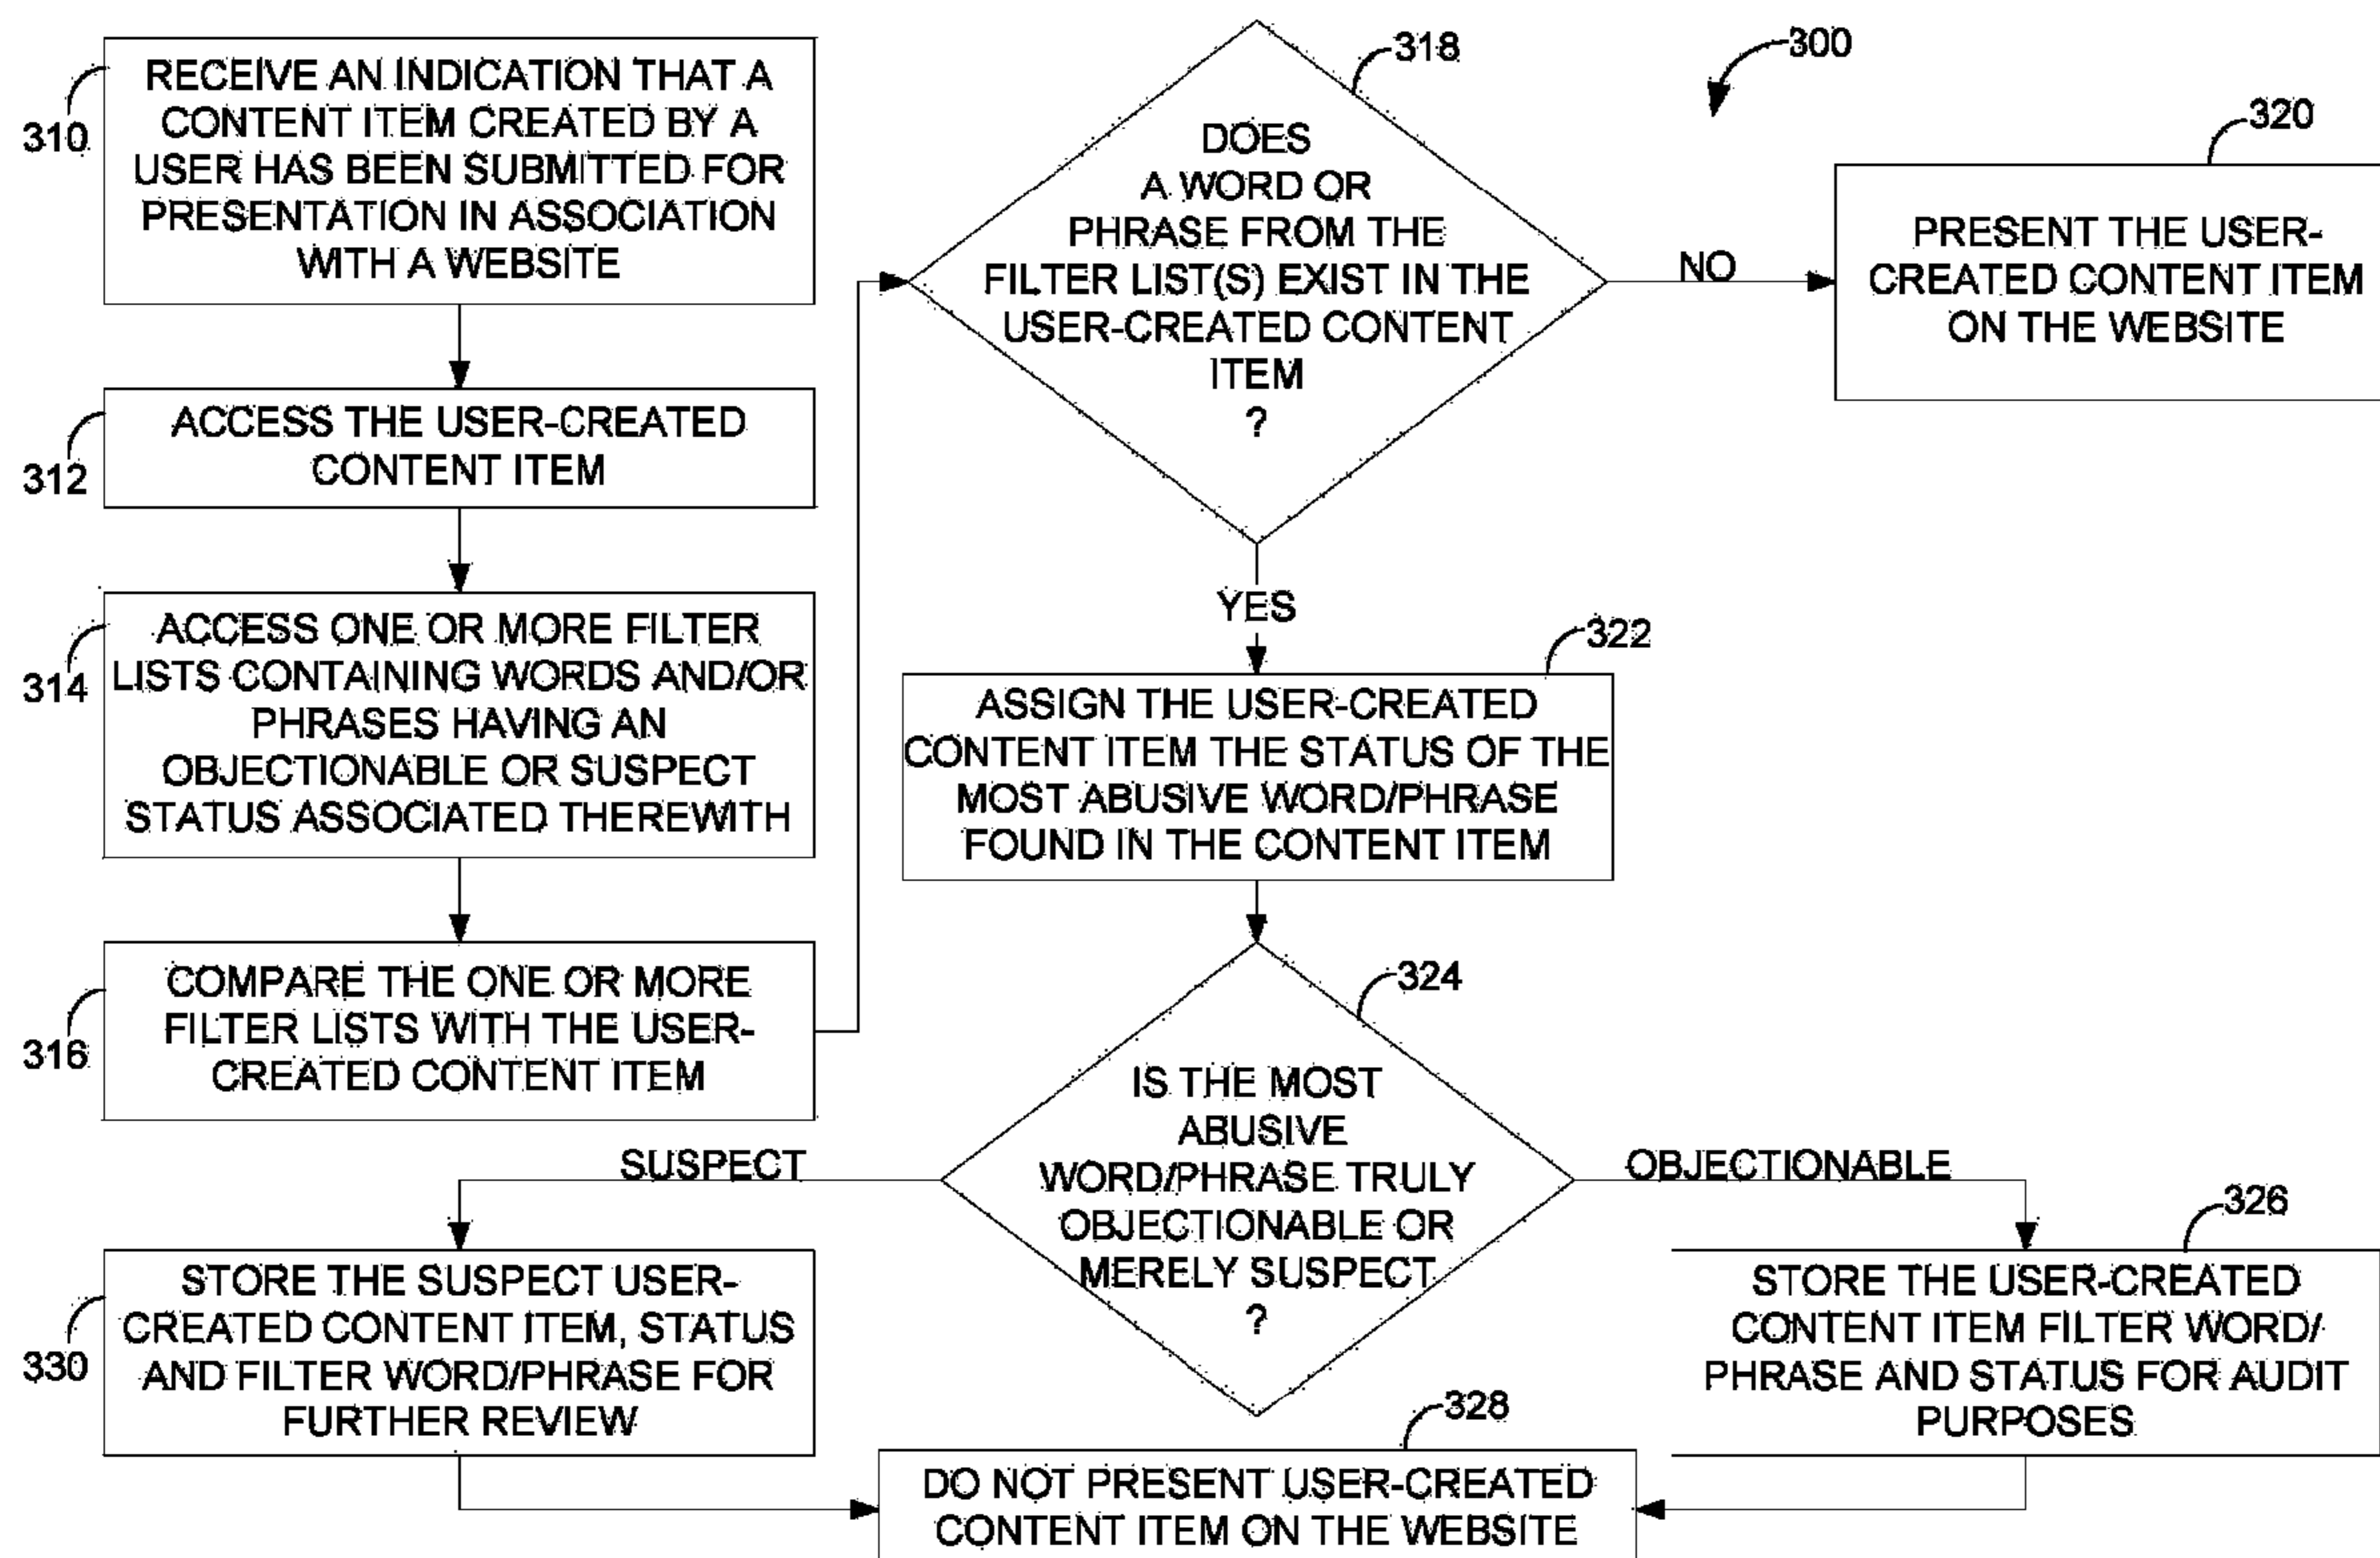 310
RECEIVE AN INDICATION THAT A
CONTENT ITEM CREATED BY A
USER HAS BEEN SUBMITTED FOR
PRESENTATION IN ASSOCIATION
WITH A WEBSITE
312
ACCESS THE USER-CREATED
CONTENT ITEM
314
ACCESS ONE OR MORE FILTER
LISTS CONTAINING WORDS AND/OR
PHRASES HAVING AN
OBJECTIONABLE OR SUSPECT
STATUS ASSOCIATED THEREWITH
316
COMPARE THE ONE OR MORE
FILTER LISTS WITH THE USER-
CREATED CONTENT ITEM
318
DOES
A WORD OR
PHRASE FROM THE
FILTER LIST(S) EXIST IN THE
USER-CREATED CONTENT
ITEM
?
NO
300
320
PRESENT THE USER-
CREATED CONTENT ITEM
ON THE WEBSITE
YES
322
ASSIGN THE USER-CREATED
CONTENT ITEM THE STATUS OF THE
MOST ABUSIVE WORD/PHRASE
FOUND IN THE CONTENT ITEM
324
IS THE MOST
ABUSIVE
WORD/PHRASE TRULY
OBJECTIONABLE OR
MERELY SUSPECT
?
SUSPECT
OBJECTIONABLE
326
STORE THE USER-CREATED
CONTENT ITEM FILTER WORD/
PHRASE AND STATUS FOR AUDIT
PURPOSES
330
STORE THE SUSPECT USER-
CREATED CONTENT ITEM, STATUS
AND FILTER WORD/PHRASE FOR
FURTHER REVIEW
328
DO NOT PRESENT USER-CREATED
CONTENT ITEM ON THE WEBSITE